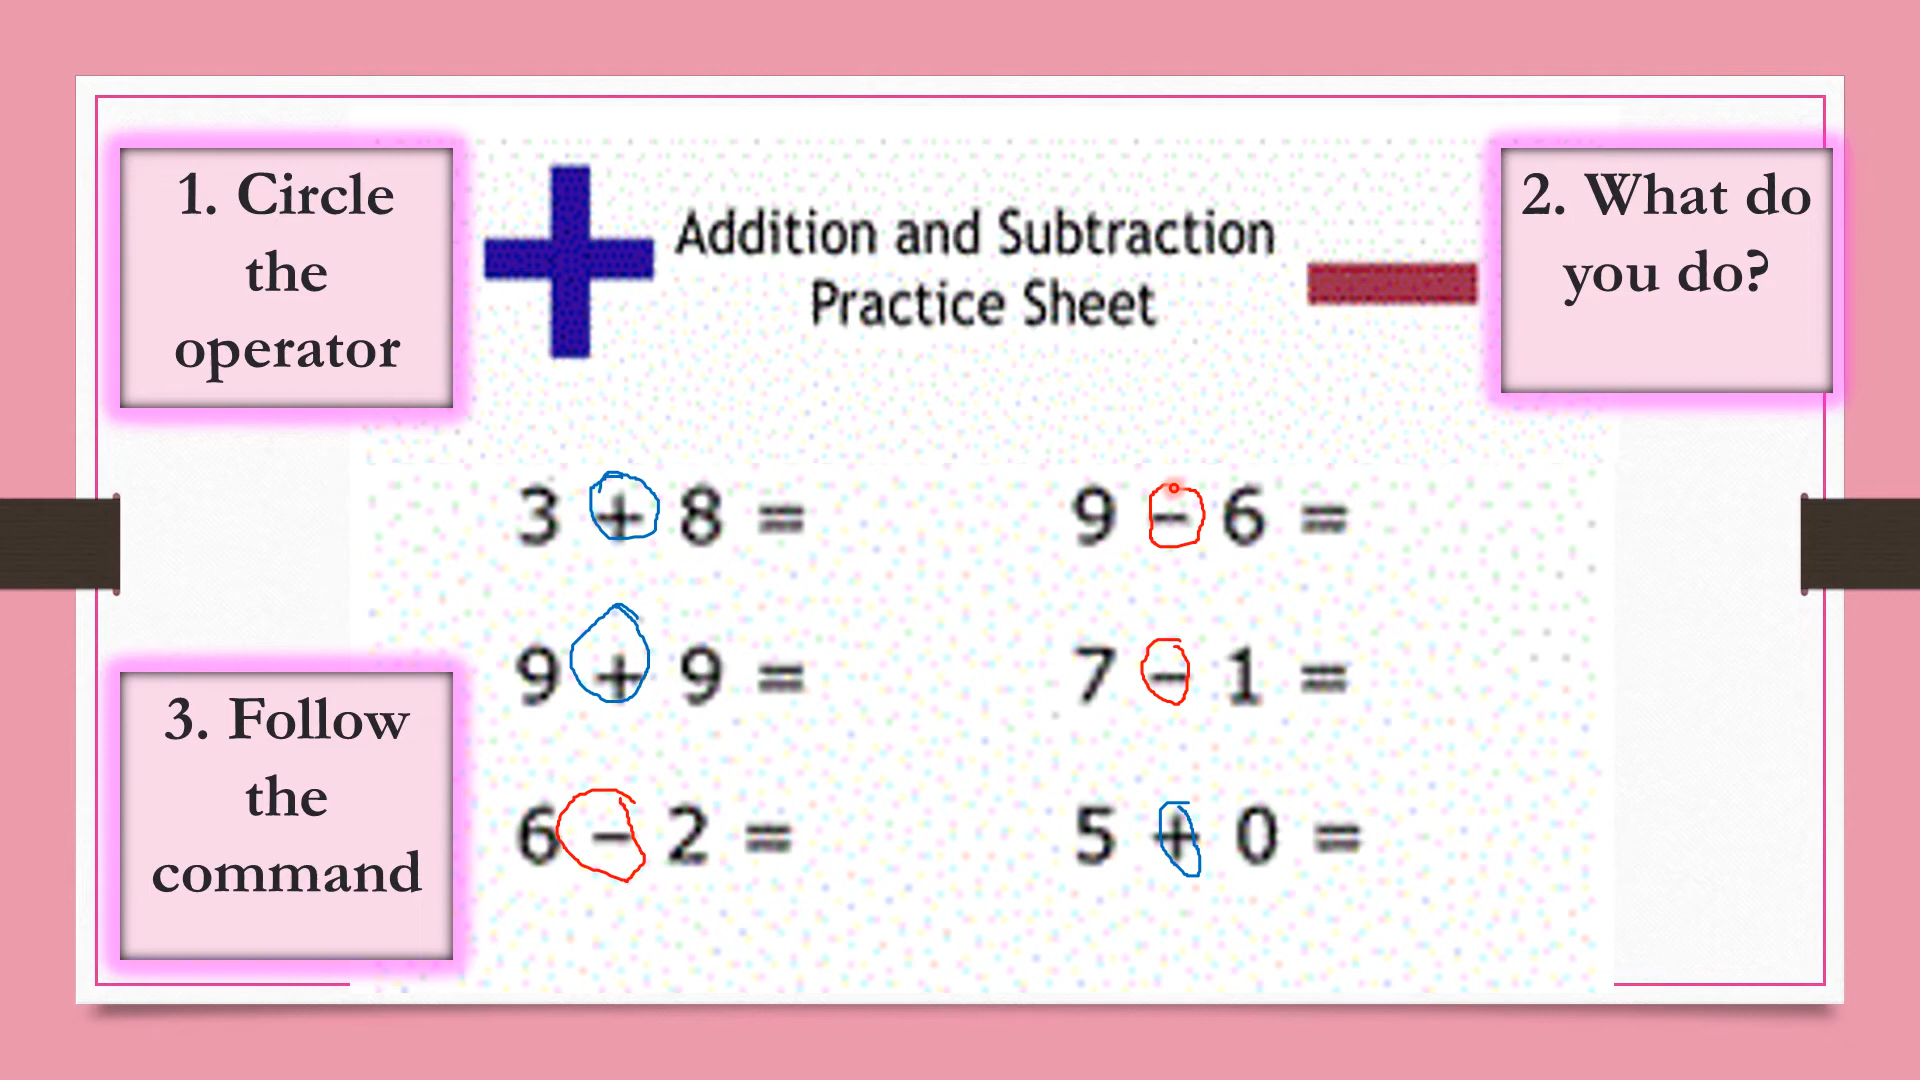 1. Circle
the
operator
Addition and Subtraction
Practice Sheet
2. What do
you do?
3 + 8 =
9 − 6 =
9 + 9 =
7 − 1 =
6 − 2 =
5 + 0 =
3. Follow
the
command